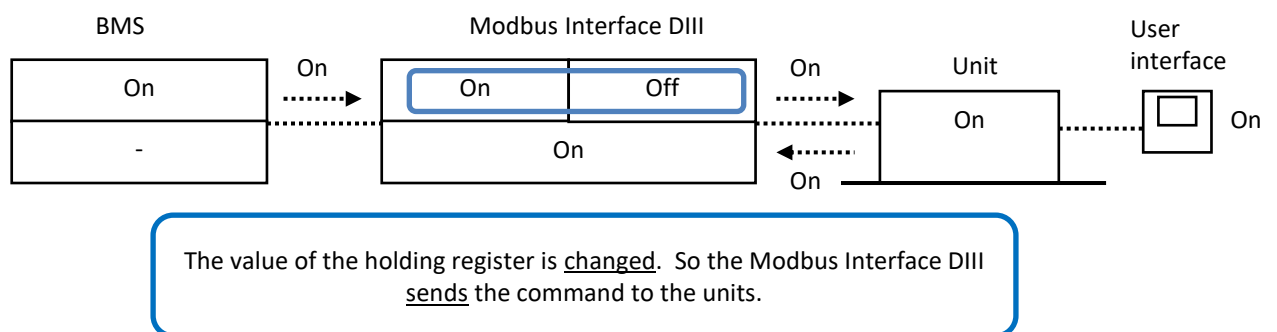 BMS
Modbus Interface DIII
User
interface
On
On
Unit
On
On
Off
On
On
-
On
On
The value of the holding register is changed.  So the Modbus Interface DIII
sends the command to the units.